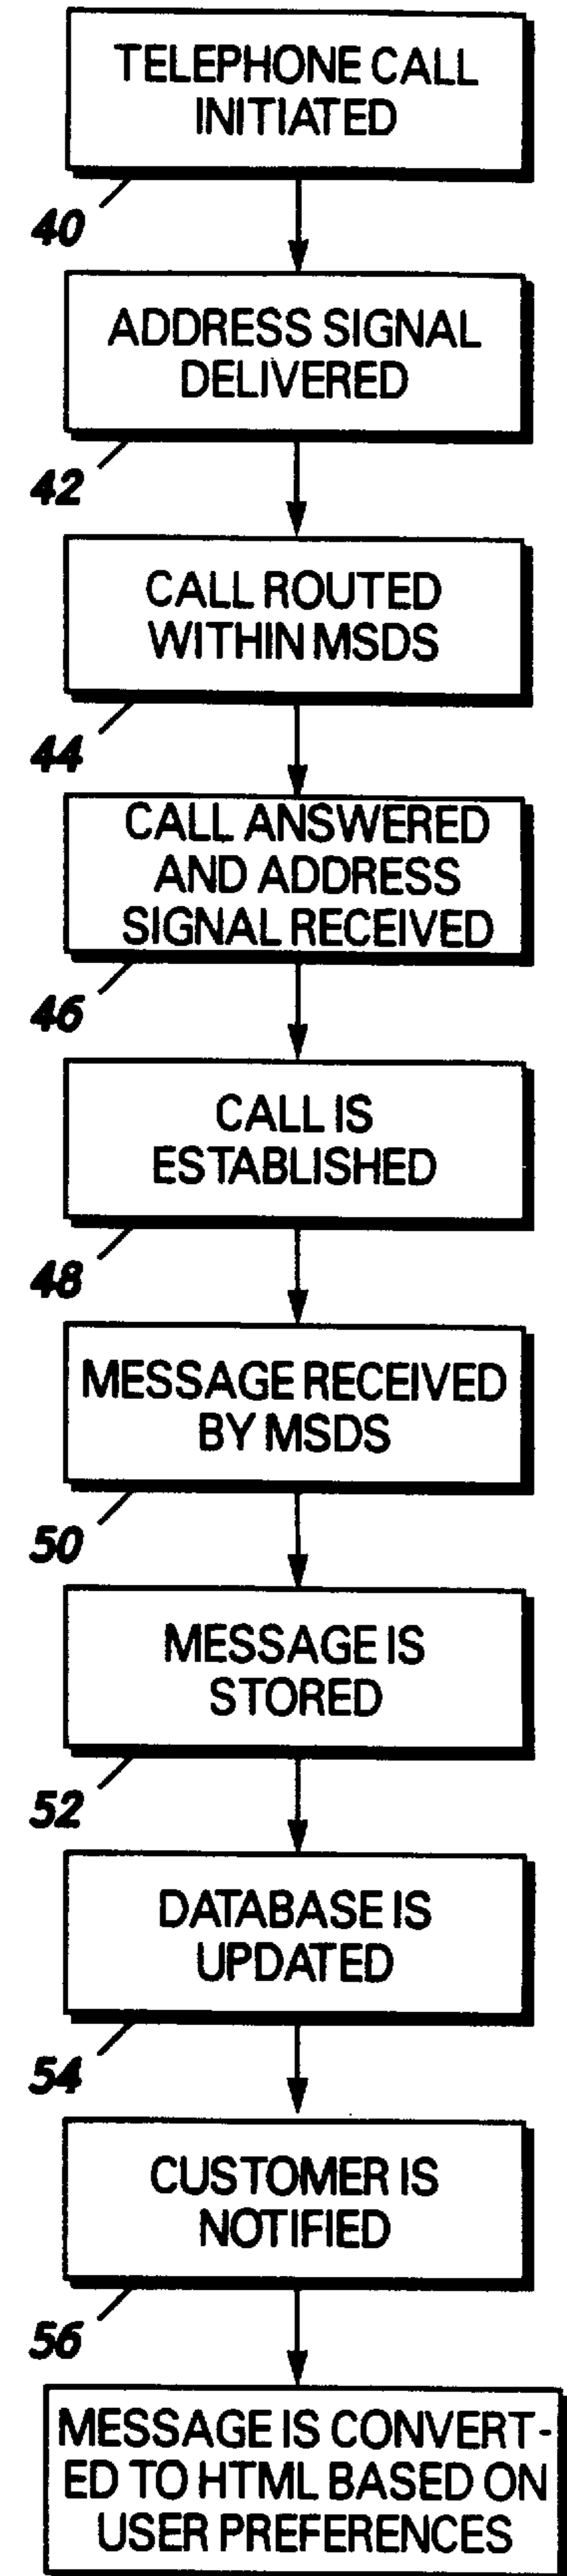 TELEPHONE CALL
INITIATED
40
ADDRESS SIGNAL
DELIVERED
42
CALL ROUTED
WITHIN MSDS
44
CALL ANSWERED
AND ADDRESS
SIGNAL RECEIVED
46
CALL IS
ESTABLISHED
48
MESSAGE RECEIVED
BY MSDS
50
MESSAGE IS
STORED
52
DATABASE IS
UPDATED
54
CUSTOMER IS
NOTIFIED
56
MESSAGE IS CONVERT-
ED TO HTML BASED ON
USER PREFERENCES